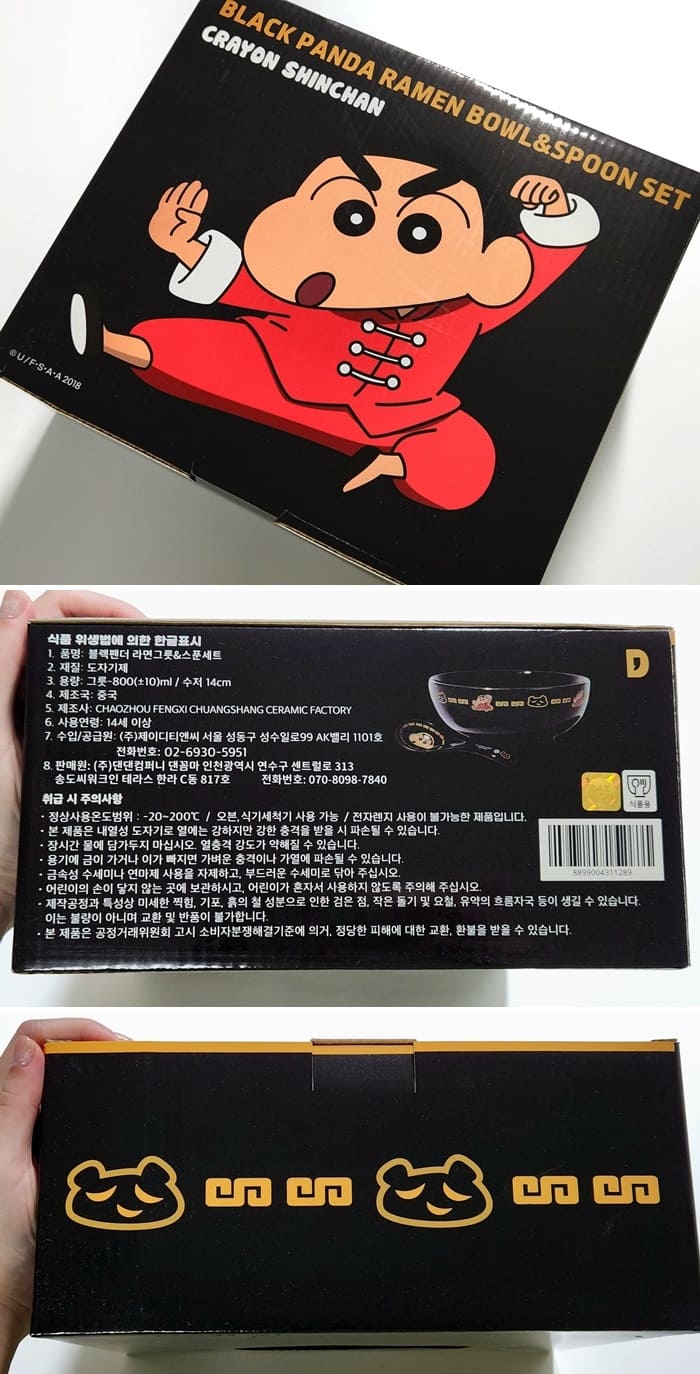 BLACK PANDA RAMEN BOWL&SPOON SET
CRAYON SHINCHAN
©U/F·S·A·A 2018
식품 위생법에 의한 한글표시
1. 품명: 블랙팬더 라면그릇&스푼세트
2. 재질: 도자기제
3. 용량: 그릇-800(±10)ml / 수저 14cm
4. 제조국: 중국
5. 제조사: CHAOZHOU FENGXI CHUANGSHANG CERAMIC FACTORY
6. 사용연령: 14세 이상
7. 수입/공급원: (주)제이디티엔씨 서울 성동구 성수일로99 AK밸리 1101호
전화번호: 02-6930-5951
8. 판매원: (주)댄댄컴퍼니 댄꼼마 인천광역시 연수구 센트럴로 313
송도씨워크인 테라스 한라 C동 817호 전화번호: 070-8098-7840
취급 시 주의사항
· 정상사용온도범위 : -20~200℃ / 오븐,식기세척기 사용 가능 / 전자렌지 사용이 불가능한 제품입니다.
· 본 제품은 내열성 도자기로 열에는 강하지만 강한 충격을 받을 시 파손될 수 있습니다.
· 장시간 물에 담가두지 마십시오. 열충격 강도가 약해질 수 있습니다.
· 용기에 금이 가거나 이가 빠지면 가벼운 충격이나 가열에 파손될 수 있습니다.
· 금속성 수세미나 연마제 사용을 자제하고, 부드러운 수세미로 닦아 주십시오.
· 어린이의 손이 닿지 않는 곳에 보관하시고, 어린이가 혼자서 사용하지 않도록 주의해 주십시오.
· 제작공정과 특성상 미세한 찍힘, 기포, 흙의 철 성분으로 인한 검은 점, 작은 돌기 및 요철, 유약의 흐름자국 등이 생길 수 있습니다.
이는 불량이 아니며 교환 및 반품이 불가합니다.
· 본 제품은 공정거래위원회 고시 소비자분쟁해결기준에 의거, 정당한 피해에 대한 교환, 환불을 받을 수 있습니다.
D'
식품용
8899004311289